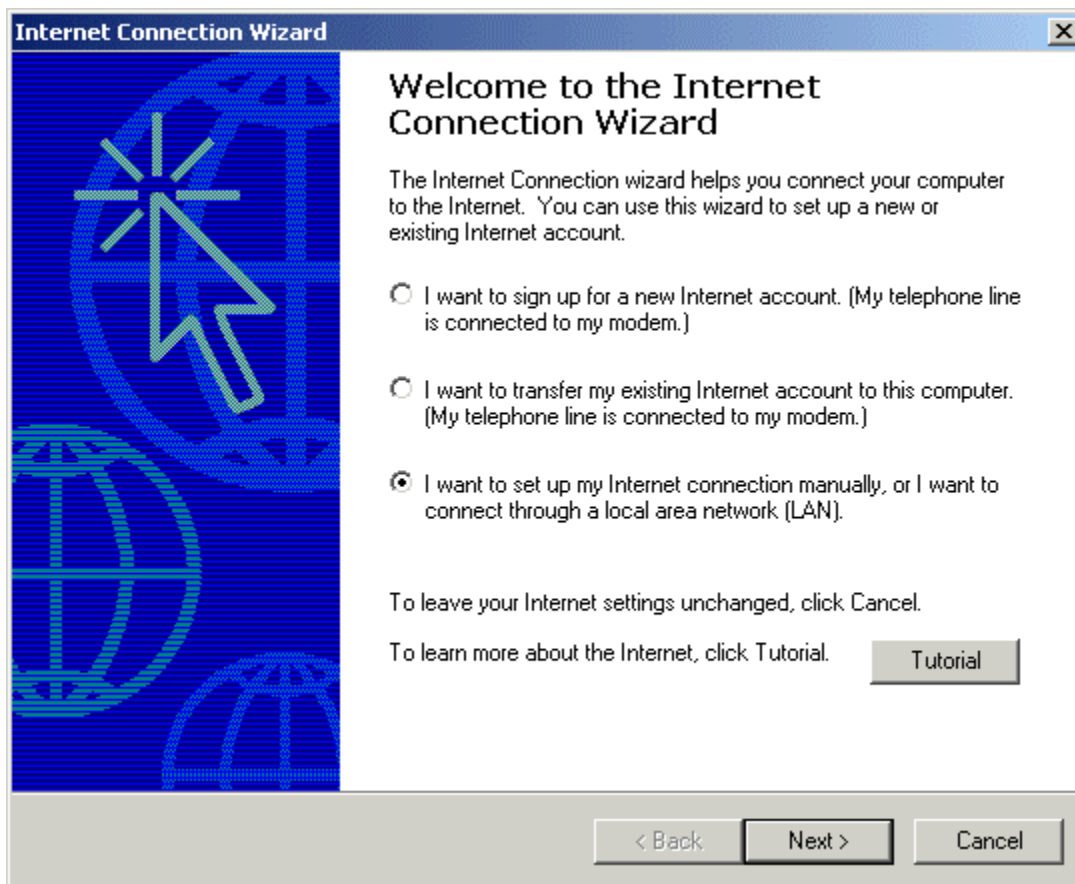 Internet Connection Wizard
Welcome to the Internet
Connection Wizard
The Internet Connection wizard helps you connect your computer
to the Internet.  You can use this wizard to set up a new or
existing Internet account.
I want to sign up for a new Internet account. (My telephone line
is connected to my modem.)
I want to transfer my existing Internet account to this computer.
(My telephone line is connected to my modem.)
I want to set up my Internet connection manually, or I want to
connect through a local area network (LAN).
To leave your Internet settings unchanged, click Cancel.
To learn more about the Internet, click Tutorial.
Tutorial
< Back
Next >
Cancel